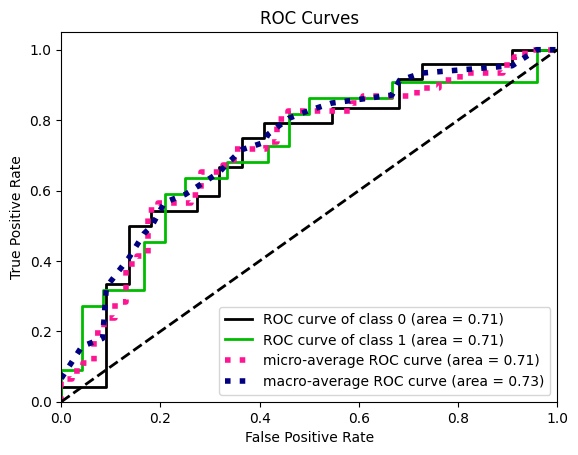 ROC Curves
True Positive Rate
1.0
0.8
0.6
0.4
0.2
0.0
ROC curve of class 0 (area = 0.71)
ROC curve of class 1 (area = 0.71)
micro-average ROC curve (area = 0.71)
macro-average ROC curve (area = 0.73)
0.0 0.2 0.4 0.6 0.8 1.0
False Positive Rate